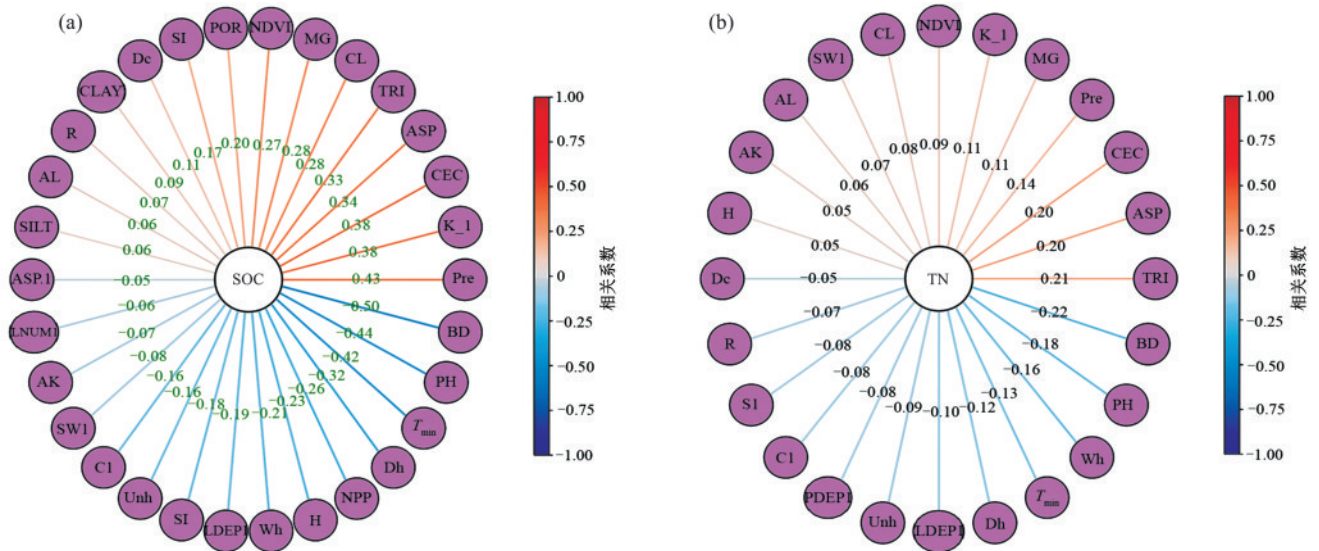 (a)
POR
NDVI
MG
CL
TRI
ASP
CEC
K_1
Pre
BD
PH
Tmin
Dh
NPP
H
Wh
LDEP1
SI
Unh
C1
SW1
AK
LNUM1
ASP.1
SILT
AL
R
CLAY
Dc
SI
SOC
0.20
0.27
0.28
0.28
0.33
0.34
0.38
0.38
0.43
−0.50
−0.44
−0.42
−0.32
−0.26
−0.23
−0.21
−0.19
−0.18
−0.16
−0.16
−0.08
−0.07
−0.06
−0.05
0.06
0.06
0.07
0.09
0.11
0.17
1.00
0.75
0.50
0.25
0
−0.25
−0.50
−0.75
−1.00
相关系数
(b)
NDVI
K_1
MG
Pre
CEC
ASP
TRI
BD
PH
Wh
Tmin
Dh
LDEP1
Unh
PDEP1
C1
S1
R
Dc
H
AK
AL
SW1
CL
TN
0.09
0.11
0.11
0.14
0.20
0.20
0.21
−0.22
−0.18
−0.16
−0.13
−0.12
−0.10
−0.09
−0.08
−0.08
−0.08
−0.07
−0.05
0.05
0.05
0.06
0.07
0.08
1.00
0.75
0.50
0.25
0
−0.25
−0.50
−0.75
−1.00
相关系数